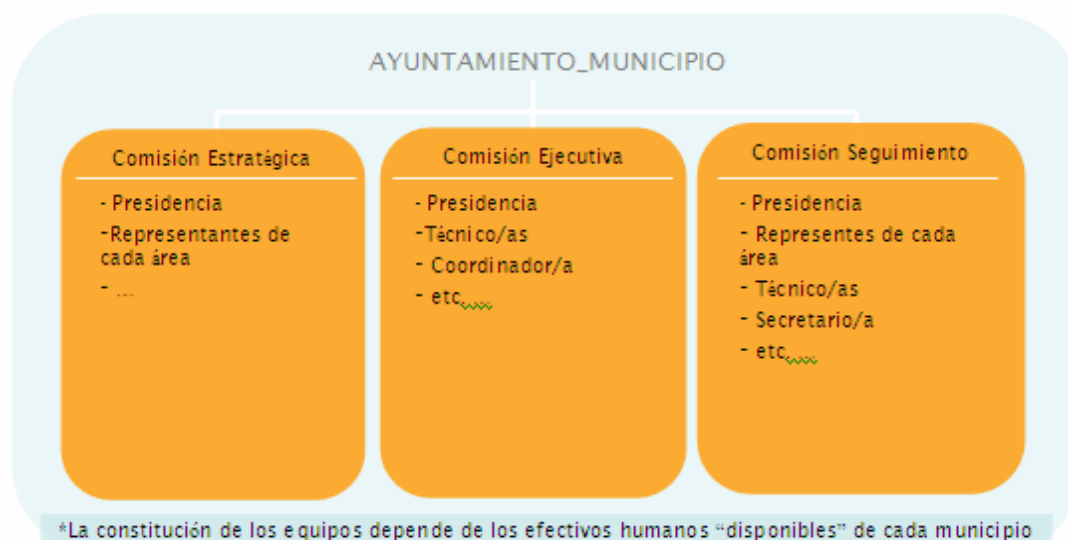 AYUNTAMIENTO_MUNICIPIO
Comisión Estratégica
- Presidencia
-Representantes de
cada área
- ...
Comisión Ejecutiva
- Presidencia
-Técnico/as
- Coordinador/a
- etc.....
Comisión Seguimiento
- Presidencia
- Representes de cada
área
- Técnico/as
- Secretario/a
- etc.....
*La constitución de los equipos depende de los efectivos humanos “disponibles” de cada municipio